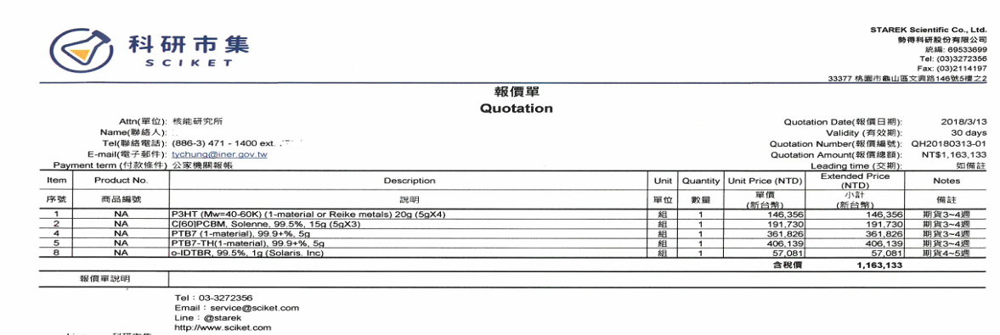 科研市集
SCIKET
STAREK Scientific Co., Ltd.
勢得科研股份有限公司
統編: 69533699
Tel: (03)3272356
Fax: (03)2114197
33377 桃園市龜山區文興路146號5樓之2
報價單
Quotation
Attn(單位): 核能研究所
Name(聯絡人):
Tel(聯絡電話): (886-3) 471 - 1400 ext.
E-mail(電子郵件): tychung@iner.gov.tw
Payment term (付款條件) 公家機關報帳
Quotation Date(報價日期): 2018/3/13
Validity (有效期): 30 days
Quotation Number(報價編號): QH20180313-01
Quotation Amount(報價總額): NT$1,163,133
Leading time (交期): 如備註
Item Product No. Description Unit Quantity Unit Price (NTD) Extended Price (NTD) Notes
序號 商品編號 說明 單位 數量 單價 (新台幣) 小計 (新台幣) 備註
1 NA P3HT (Mw=40-60K) (1-material or Reike metals) 20g (5gX4) 組 1 146,356 146,356 期貨3~4週
2 NA C[60]PCBM, Solenne, 99.5%, 15g (5gX3) 組 1 191,730 191,730 期貨3~4週
4 NA PTB7 (1-material), 99.9+%, 5g 組 1 361,826 361,826 期貨3~4週
5 NA PTB7-TH(1-material), 99.9+%, 5g 組 1 406,139 406,139 期貨3~4週
8 NA o-IDTBR, 99.5%, 1g (Solaris. Inc) 組 1 57,081 57,081 期貨4~5週
含稅價 1,163,133
報價單說明
Tel：03-3272356
Email：service@sciket.com
Line：@starek
http://www.sciket.com